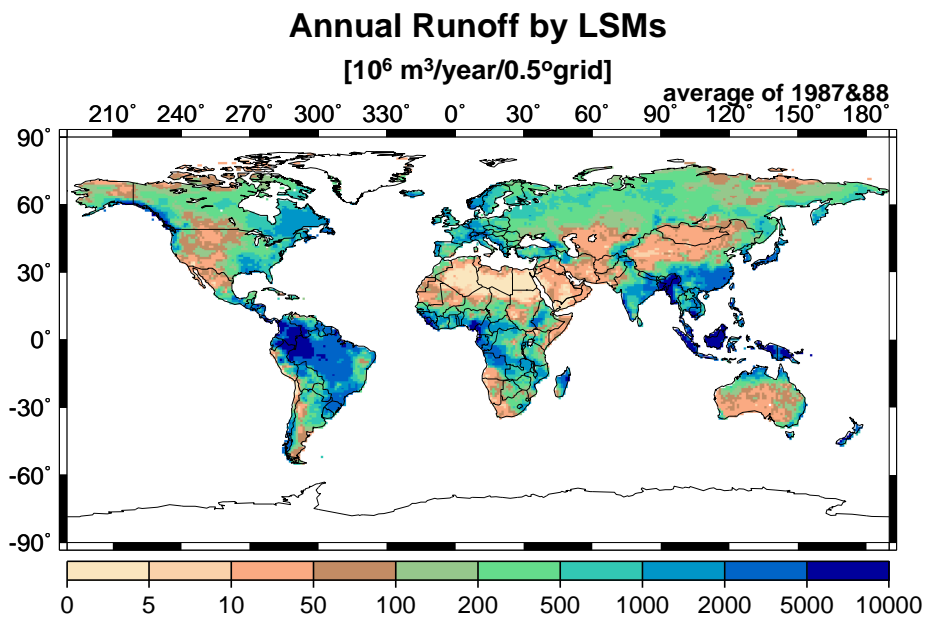 Annual Runoff by LSMs
[10⁶ m³/year/0.5ºgrid]
average of 1987&88
210˚ 240˚ 270˚ 300˚ 330˚ 0˚ 30˚ 60˚ 90˚ 120˚ 150˚ 180˚
90˚
60˚
30˚
0˚
-30˚
-60˚
-90˚
0 5 10 50 100 200 500 1000 2000 5000 10000